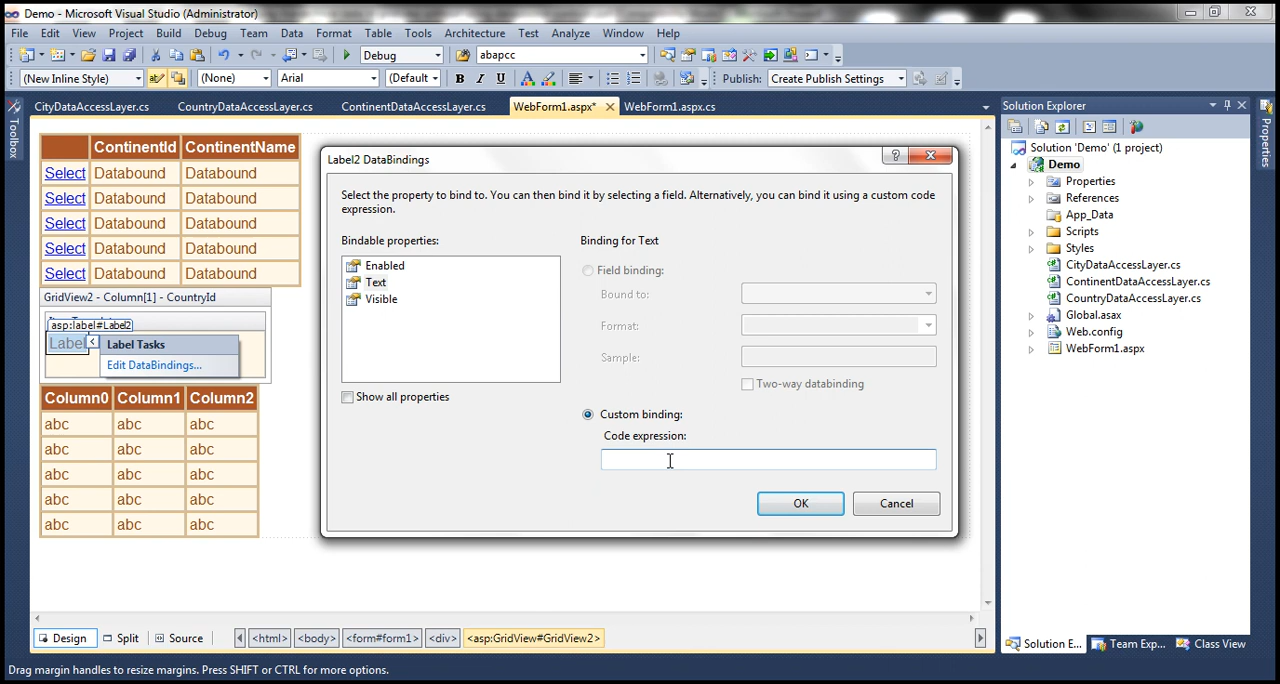 Demo - Microsoft Visual Studio (Administrator)
File Edit View Project Build Debug Team Data Format Table Tools Architecture Test Analyze Window Help
Debug abapcc
(New Inline Style) (None) Arial (Default B I U A Publish: Create Publish Settings
CityDataAccessLayer.cs CountryDataAccessLayer.cs ContinentDataAccessLayer.cs WebForm1.aspx* WebForm1.aspx.cs
Toolbox
ContinentId ContinentName
Select Databound Databound
Select Databound Databound
Select Databound Databound
Select Databound Databound
Select Databound Databound
GridView2 - Column[1] - CountryId
asp:label#Label2
Label
Label Tasks
Edit DataBindings...
Column0 Column1 Column2
abc abc abc
abc abc abc
abc abc abc
abc abc abc
abc abc abc
Label2 DataBindings
Select the property to bind to. You can then bind it by selecting a field. Alternatively, you can bind it using a custom code
expression.
Bindable properties:
Enabled
Text
Visible
Show all properties
Binding for Text
Field binding:
Bound to:
Format:
Sample:
Two-way databinding
Custom binding:
Code expression:
OK Cancel
Solution Explorer
Solution 'Demo' (1 project)
Demo
Properties
References
App_Data
Scripts
Styles
CityDataAccessLayer.cs
ContinentDataAccessLayer.cs
CountryDataAccessLayer.cs
Global.asax
Web.config
WebForm1.aspx
Properties
Design Split Source <html> <body> <form#form1> <div> <asp:GridView#GridView2>
Solution E... Team Exp... Class View
Drag margin handles to resize margins. Press SHIFT or CTRL for more options.